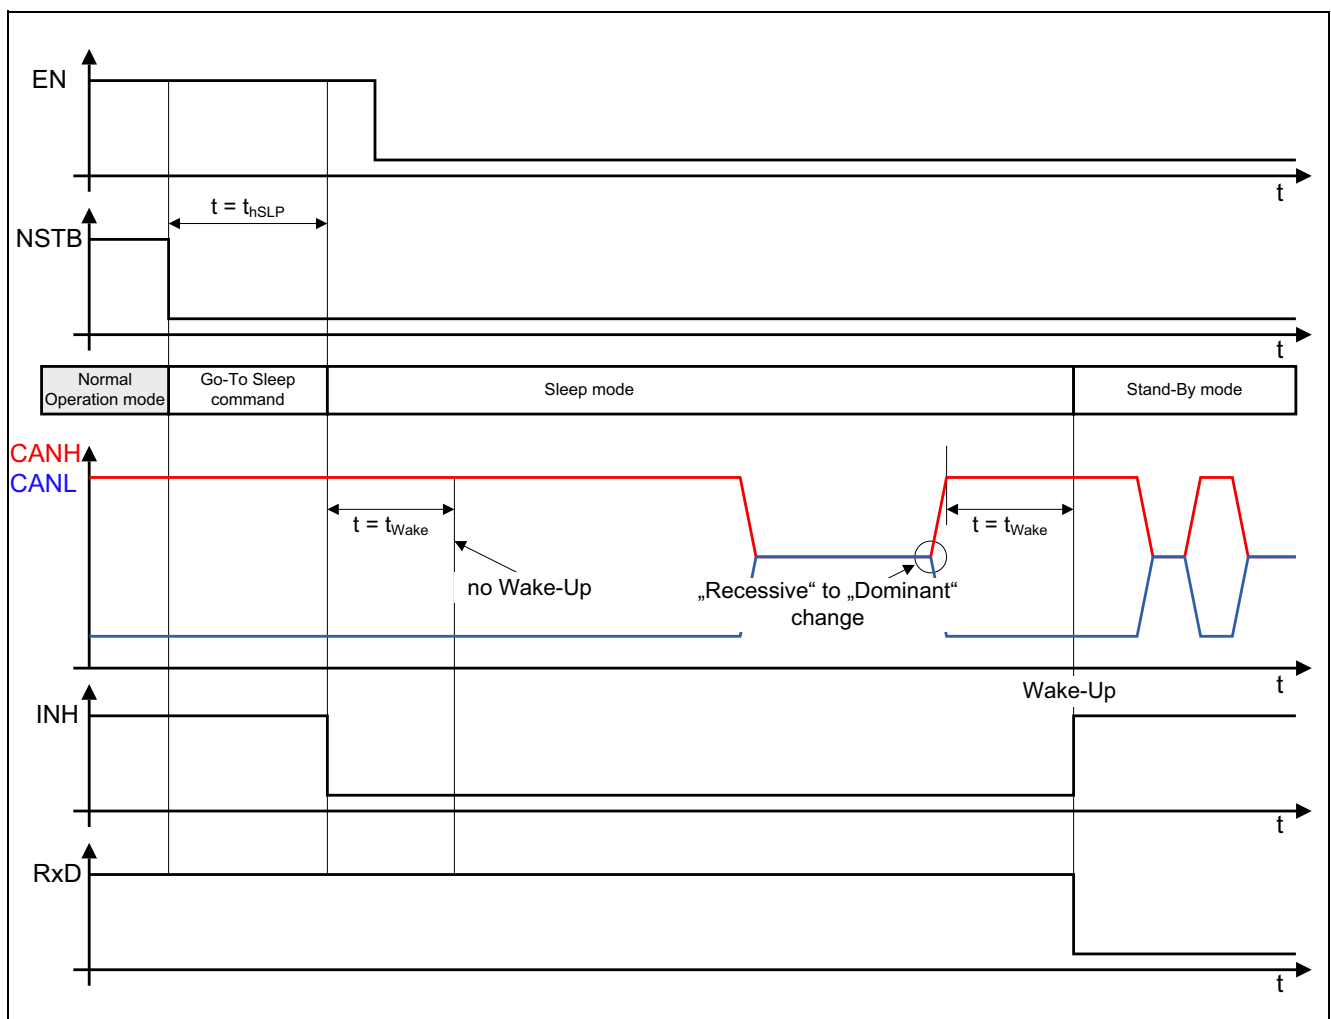 EN
t
t = thSLP
NSTB
t
Normal
Operation mode
Go-To Sleep
command
Sleep mode
Stand-By mode
CANH
CANL
t = tWake
t = tWake
no Wake-Up
„Recessive“ to „Dominant“
change
t
Wake-Up
INH
t
RxD
t